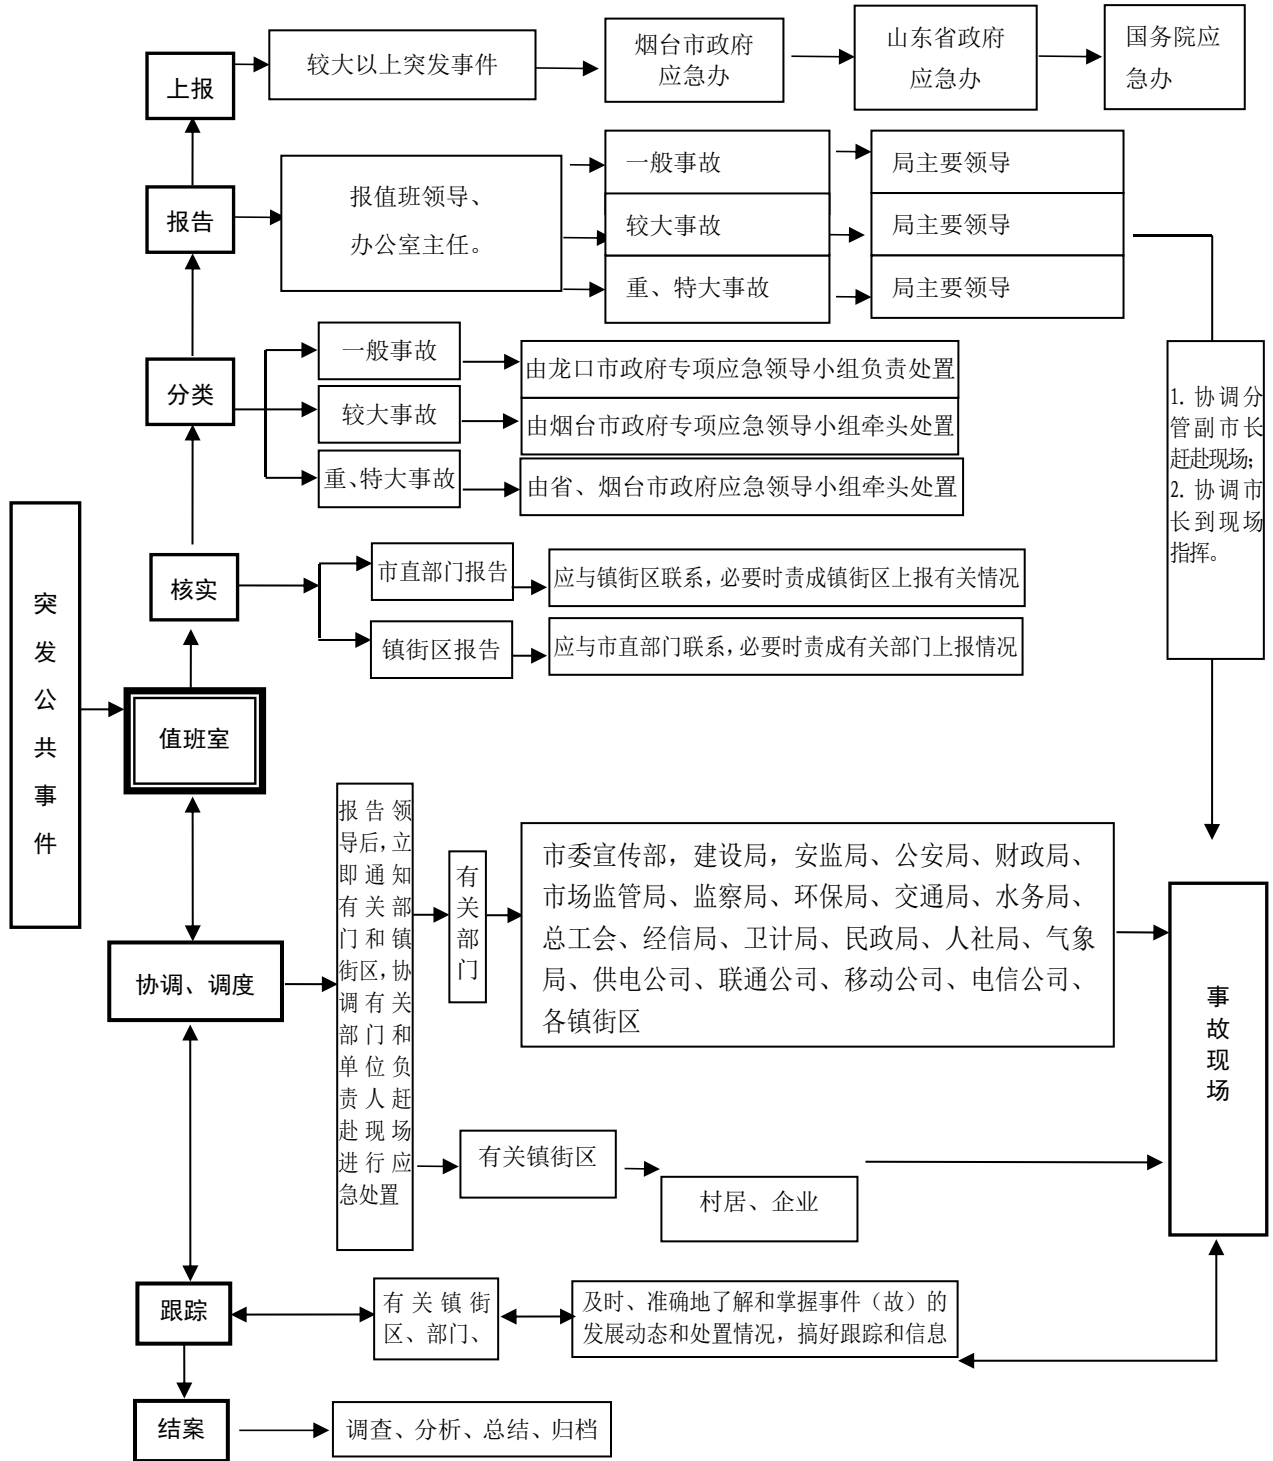 上报
较大以上突发事件
烟台市政府
应急办
山东省政府
应急办
国务院应
急办
报告
报值班领导、
办公室主任。
一般事故
局主要领导
较大事故
局主要领导
重、特大事故
局主要领导
分类
一般事故
由龙口市政府专项应急领导小组负责处置
较大事故
由烟台市政府专项应急领导小组牵头处置
重、特大事故
由省、烟台市政府应急领导小组牵头处置
1. 协调分
管副市长
赶赴现场;
2. 协调市
长到现场
指挥。
核实
市直部门报告
应与镇街区联系,必要时责成镇街区上报有关情况
镇街区报告
应与市直部门联系,必要时责成有关部门上报情况
突
发
公
共
事
件
值班室
协调、调度
报告领
导后,立
即通知
有关部
门和镇
街区,协
调有关
部门和
单位负
责人赶
赴现场
进行应
急处置
有
关
部
门
市委宣传部，建设局，安监局、公安局、财政局、
市场监管局、监察局、环保局、交通局、水务局、
总工会、经信局、卫计局、民政局、人社局、气象
局、供电公司、联通公司、移动公司、电信公司、
各镇街区
有关镇街区
村居、企业
事
故
现
场
跟踪
有关镇街
区、部门、
及时、准确地了解和掌握事件（故）的
发展动态和处置情况，搞好跟踪和信息
结案
调查、分析、总结、归档